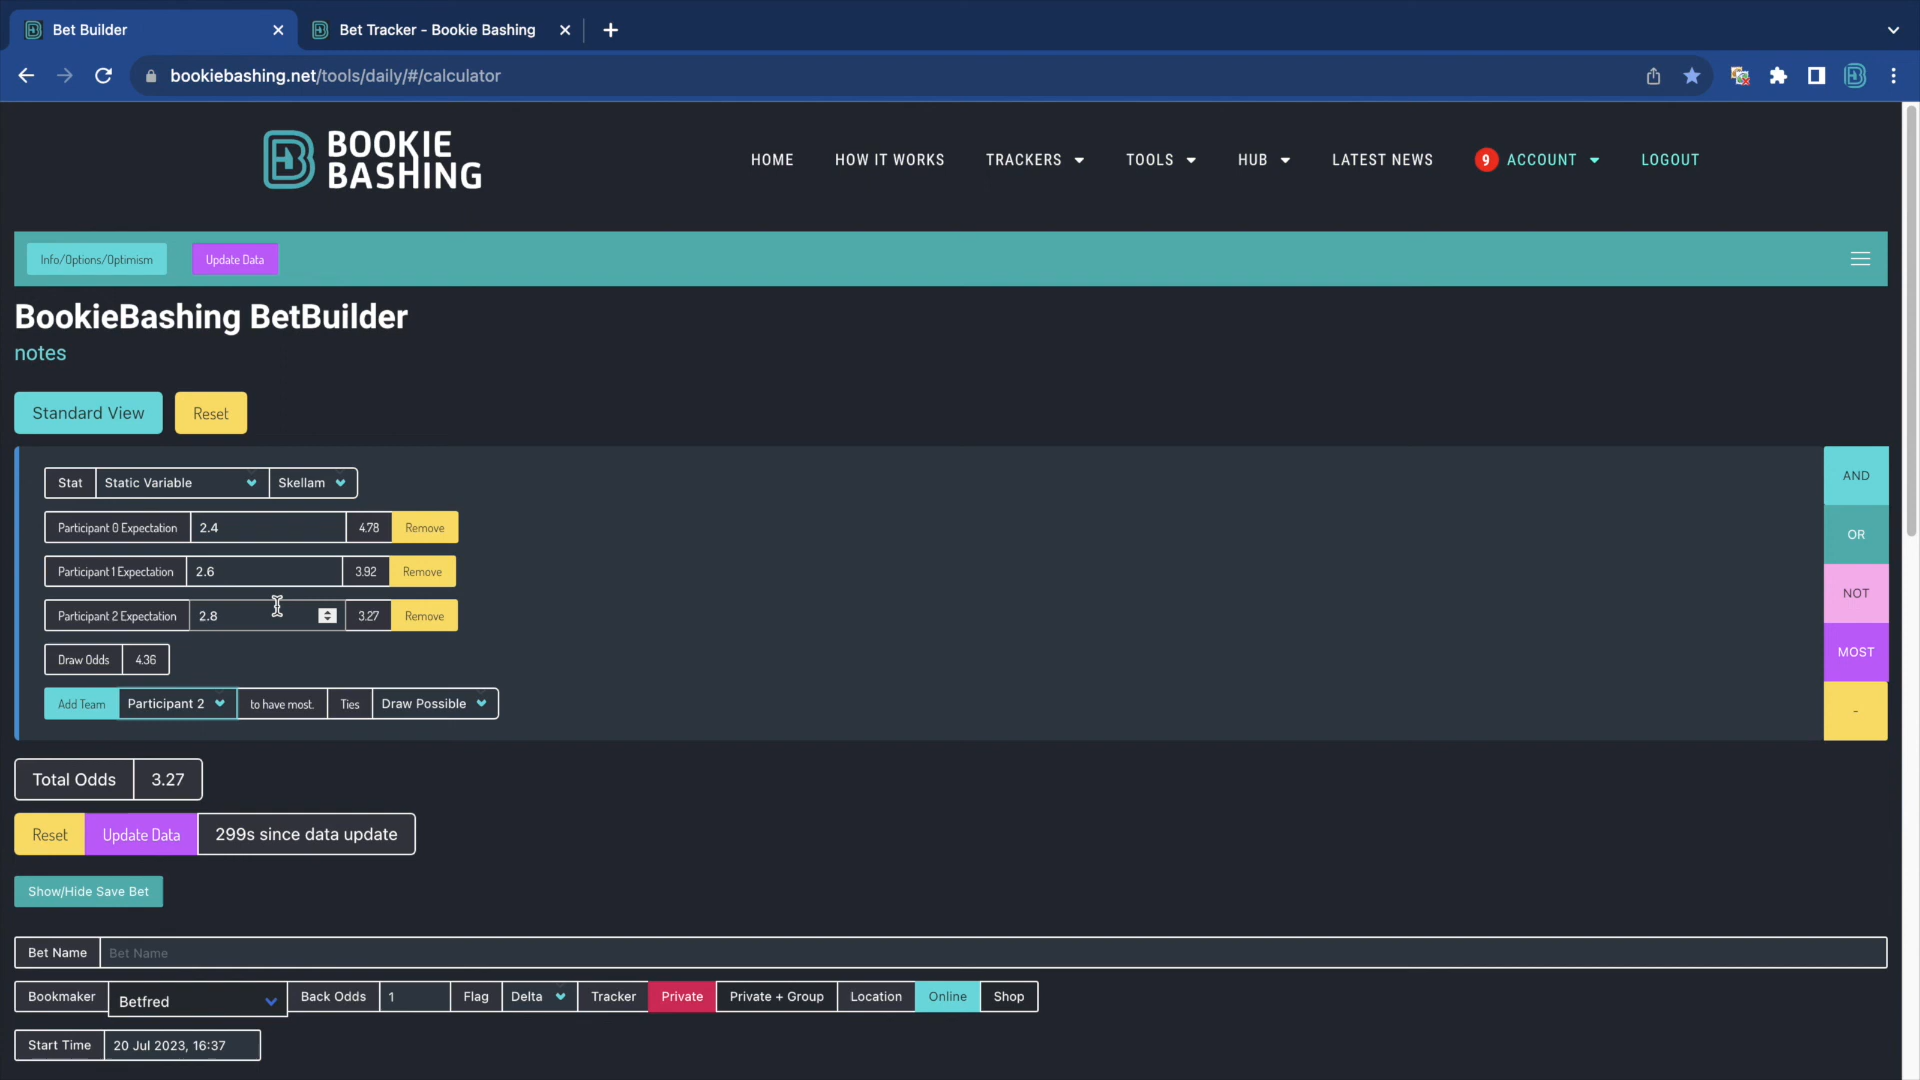 Bet Builder
Bet Tracker - Bookie Bashing
bookiebashing.net/tools/daily/#/calculator
BOOKIE BASHING
HOME HOW IT WORKS TRACKERS TOOLS HUB LATEST NEWS 9 ACCOUNT LOGOUT
Info/Options/Optimism Update Data
BookieBashing BetBuilder
notes
Standard View Reset
Stat Static Variable Skellam
Participant 0 Expectation 2.4 4.78 Remove
Participant 1 Expectation 2.6 3.92 Remove
Participant 2 Expectation 2.8 3.27 Remove
Draw Odds 4.36
Add Team Participant 2 to have most. Ties Draw Possible
AND
OR
NOT
MOST
-
Total Odds 3.27
Reset Update Data 299s since data update
Show/Hide Save Bet
Bet Name Bet Name
Bookmaker Betfred Back Odds 1 Flag Delta Tracker Private Private + Group Location Online Shop
Start Time 20 Jul 2023, 16:37